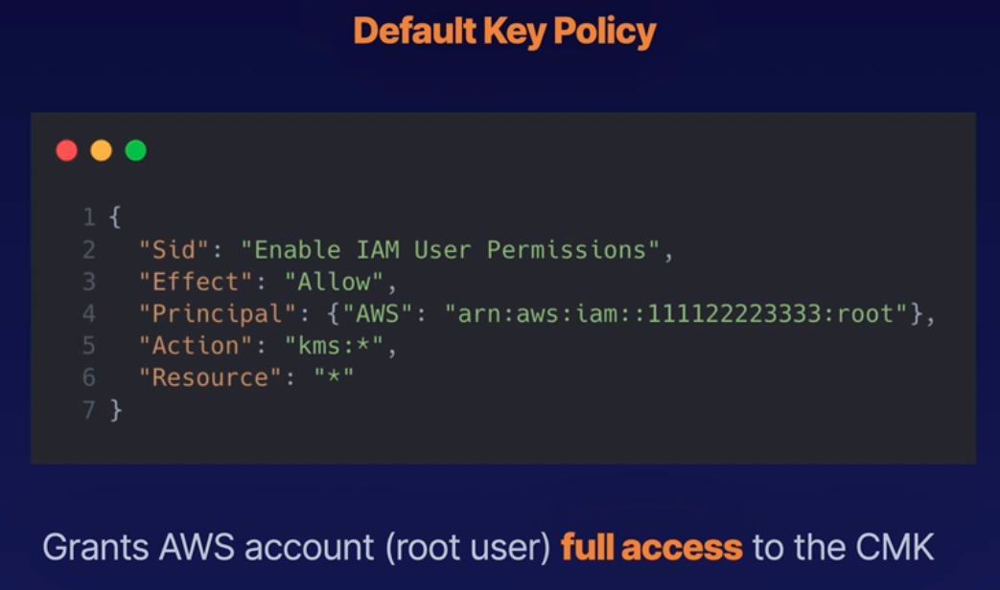 Default Key Policy
1 {
2   "Sid": "Enable IAM User Permissions",
3   "Effect": "Allow",
4   "Principal": {"AWS": "arn:aws:iam::111122223333:root"},
5   "Action": "kms:*",
6   "Resource": "*"
7 }
Grants AWS account (root user) full access to the CMK